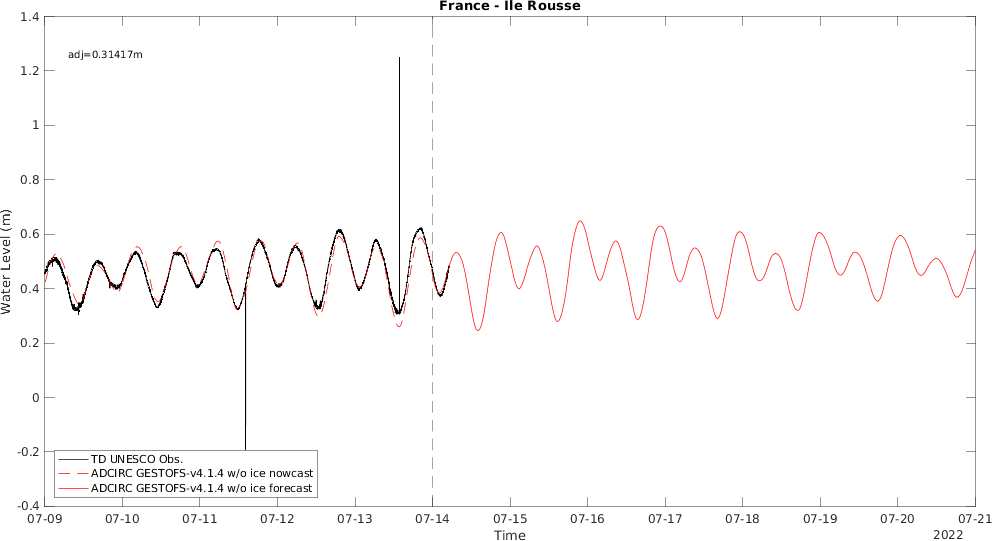 France - Ile Rousse
adj=0.31417m
Water Level (m)
1.4
1.2
1
0.8
0.6
0.4
0.2
0
-0.2
-0.4
TD UNESCO Obs.
ADCIRC GESTOFS-v4.1.4 w/o ice nowcast
ADCIRC GESTOFS-v4.1.4 w/o ice forecast
07-09 07-10 07-11 07-12 07-13 07-14 07-15 07-16 07-17 07-18 07-19 07-20 07-21
Time
2022